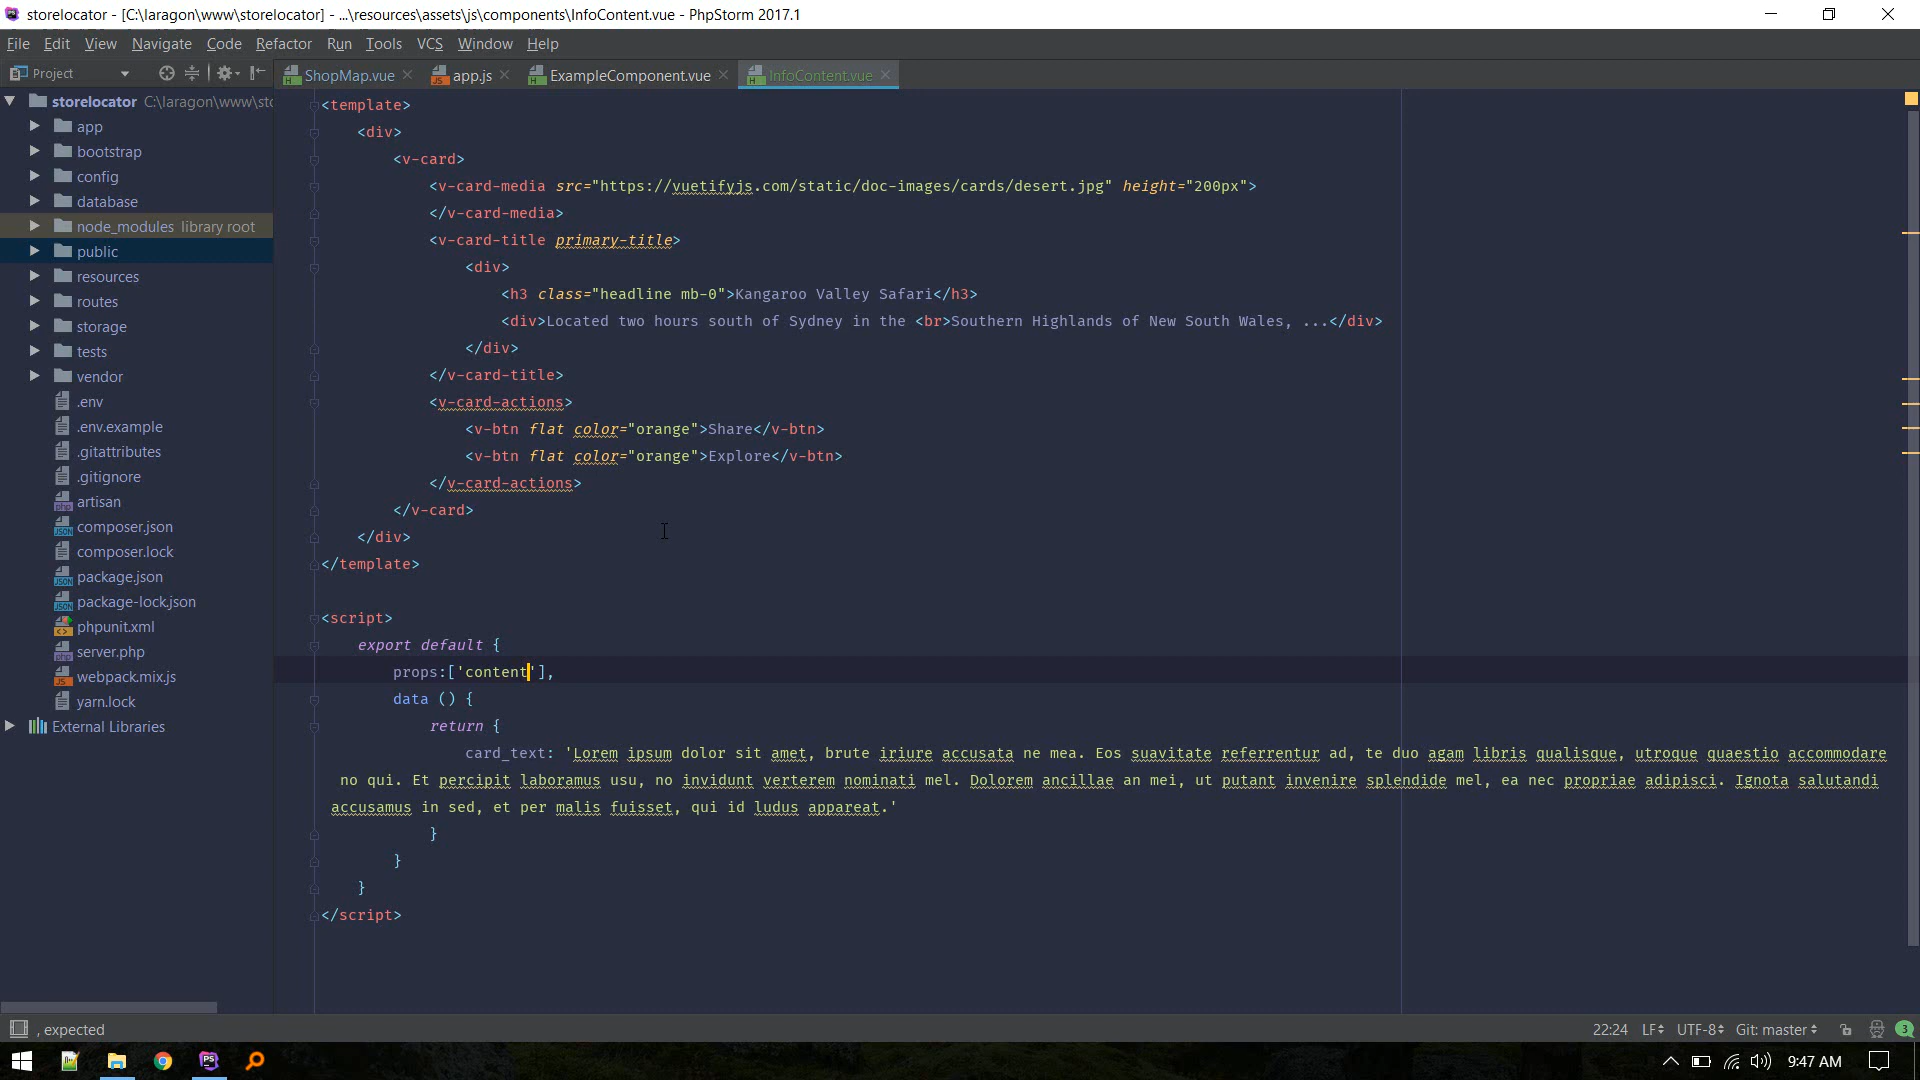 storelocator - [C:\laragon\www\storelocator] - ...\resources\assets\js\components\InfoContent.vue - PhpStorm 2017.1
File Edit View Navigate Code Refactor Run Tools VCS Window Help
Project
ShopMap.vue
app.js
ExampleComponent.vue
InfoContent.vue
storelocator C:\laragon\www\sto
app
bootstrap
config
database
node_modules library root
public
resources
routes
storage
tests
vendor
.env
.env.example
.gitattributes
.gitignore
artisan
composer.json
composer.lock
package.json
package-lock.json
phpunit.xml
server.php
webpack.mix.js
yarn.lock
External Libraries
<template>
<div>
<v-card>
<v-card-media src="https://vuetifyjs.com/static/doc-images/cards/desert.jpg" height="200px">
</v-card-media>
<v-card-title primary-title>
<div>
<h3 class="headline mb-0">Kangaroo Valley Safari</h3>
<div>Located two hours south of Sydney in the <br>Southern Highlands of New South Wales, ...</div>
</div>
</v-card-title>
<v-card-actions>
<v-btn flat color="orange">Share</v-btn>
<v-btn flat color="orange">Explore</v-btn>
</v-card-actions>
</v-card>
</div>
</template>
<script>
export default {
props:['content'],
data () {
return {
card_text: 'Lorem ipsum dolor sit amet, brute iriure accusata ne mea. Eos suavitate referrentur ad, te duo agam libris qualisque, utroque quaestio accommodare
no qui. Et percipit laboramus usu, no invidunt verterem nominati mel. Dolorem ancillae an mei, ut putant invenire splendide mel, ea nec propriae adipisci. Ignota salutandi
accusamus in sed, et per malis fuisset, qui id ludus appareat.'
}
}
}
</script>
, expected
22:24 LF UTF-8 Git: master 3
9:47 AM